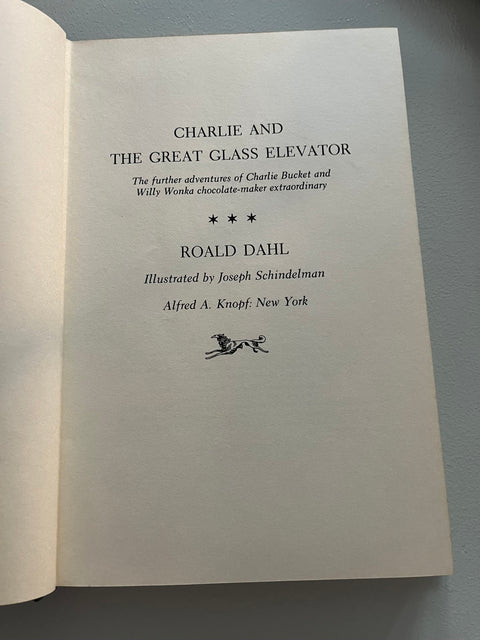 CHARLIE AND
THE GREAT GLASS ELEVATOR
The further adventures of Charlie Bucket and
Willy Wonka chocolate-maker extraordinary
✶ ✶ ✶
ROALD DAHL
Illustrated by Joseph Schindelman
Alfred A. Knopf: New York